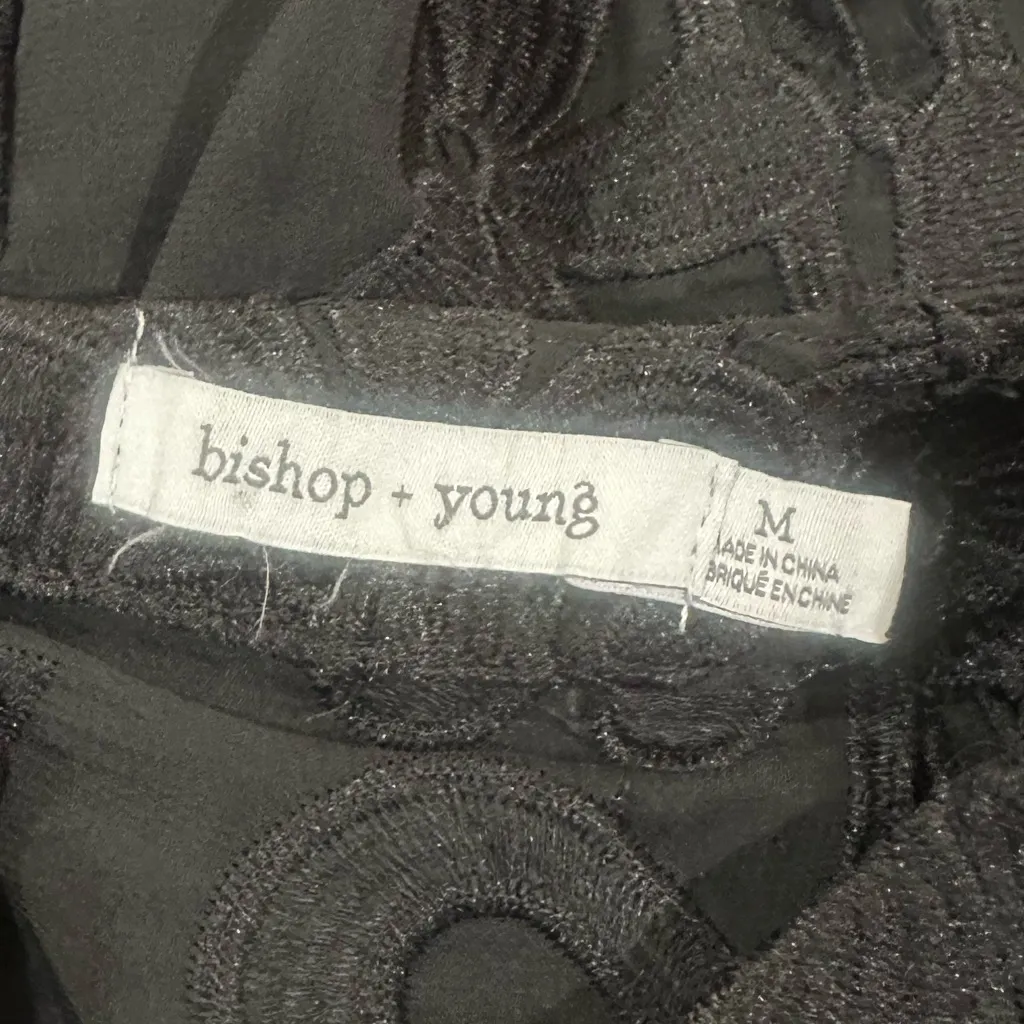 bishop + young
M
ADE IN CHINA
BRIQUÉ EN CHINE